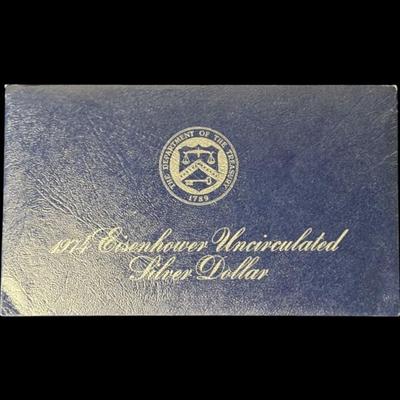 THE DEPARTMENT OF THE TREASURY
1789
1974 Eisenhower Uncirculated
Silver Dollar